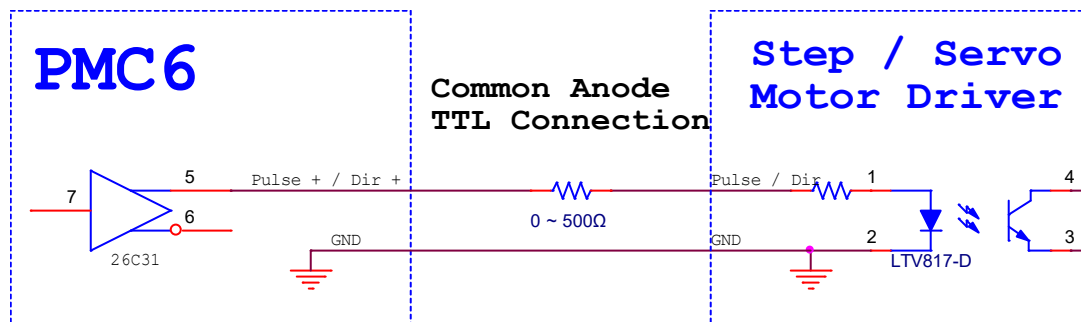 PMC6
Common Anode
TTL Connection
Step / Servo
Motor Driver
7
5
6
26C31
Pulse + / Dir +
GND
0 ~ 500Ω
Pulse / Dir
GND
1
2
LTV817-D
4
3